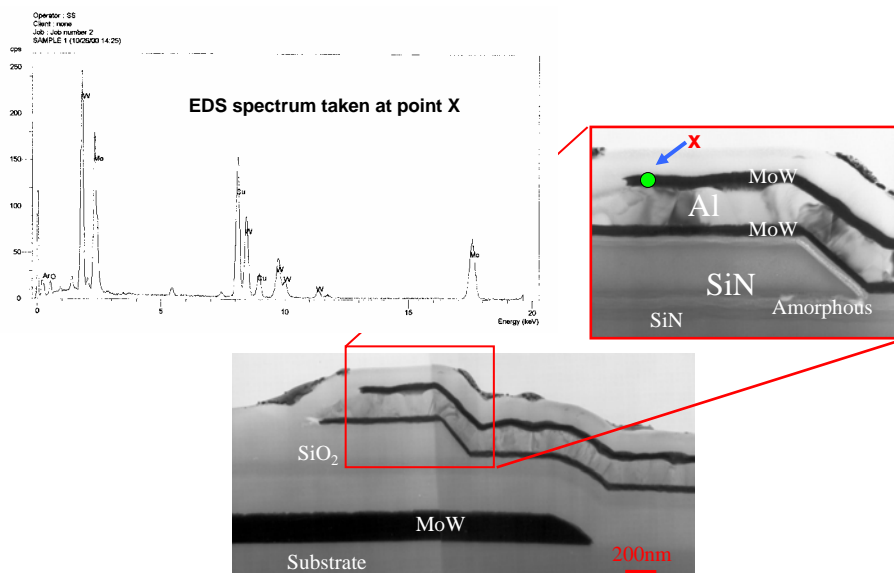 Operator : SS
Client : none
Job : Job number 2
SAMPLE 1 (10/25/00 14:25)
cps
250
200
150
100
50
0
0
5
10
15
20
Energy (keV)
W
Mo
Cu
W
Cu
W
W
W
Mo
Ar
O
EDS spectrum taken at point X
X
MoW
Al
MoW
SiN
Amorphous
SiN
SiO2
MoW
Substrate
200nm